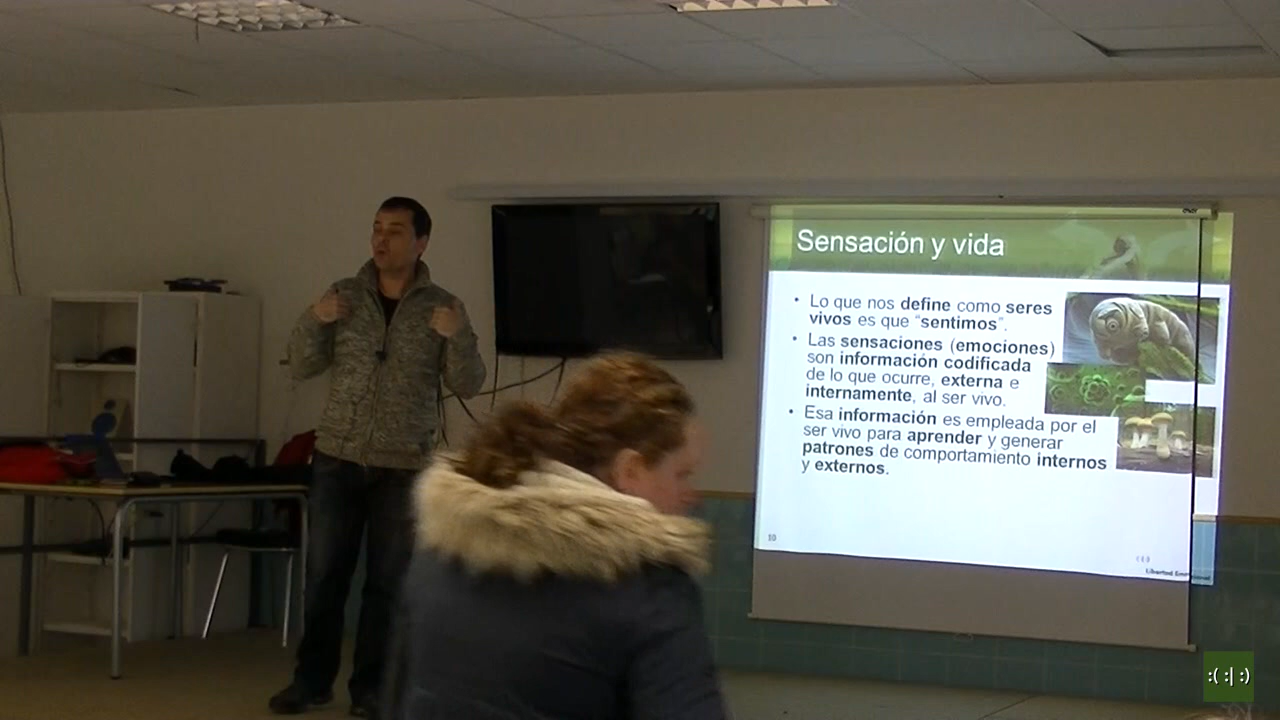 Sensación y vida
• Lo que nos define como seres
vivos es que "sentimos".
• Las sensaciones (emociones)
son información codificada
de lo que ocurre, externa e
internamente, al ser vivo.
• Esa información es empleada por el
ser vivo para aprender y generar
patrones de comportamiento internos
y externos.
10
Libertad
:( :| :)